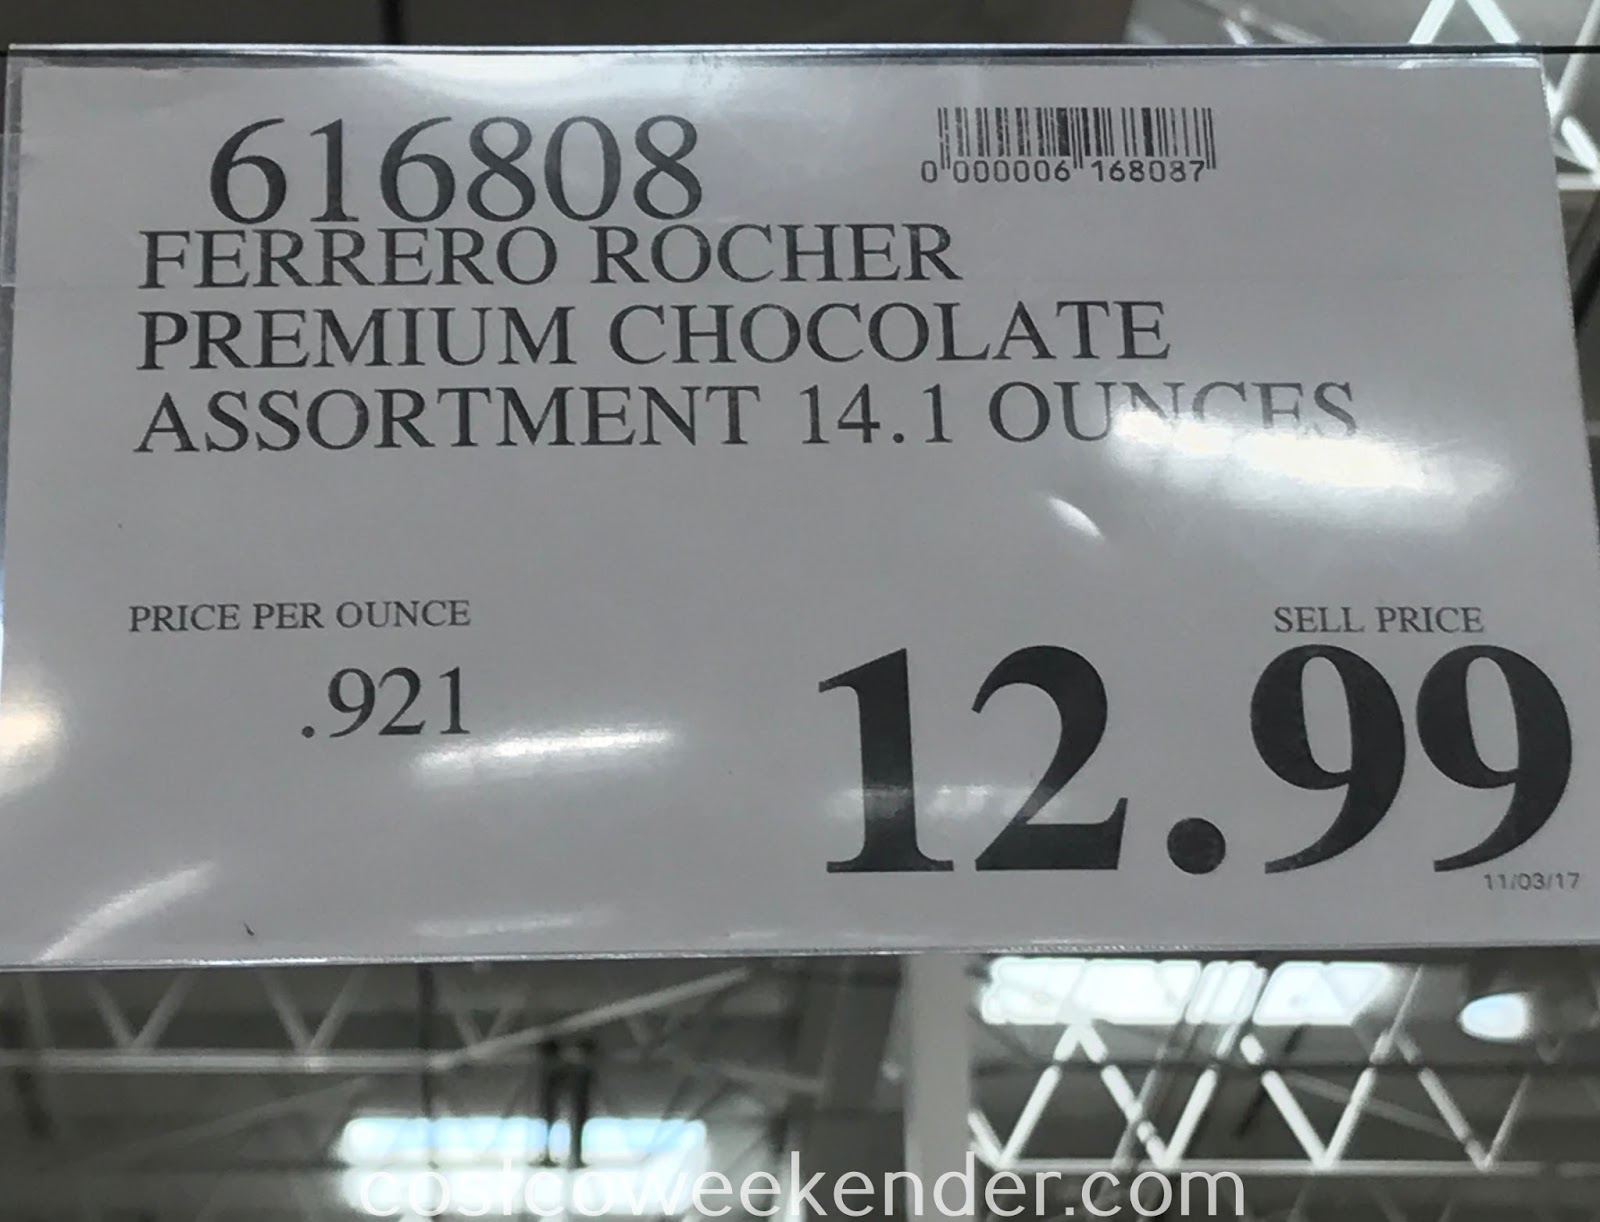 616808
0 000006 168087
FERRERO ROCHER
PREMIUM CHOCOLATE
ASSORTMENT 14.1 OUNCES
PRICE PER OUNCE
.921
SELL PRICE
12.99
11/03/17
costcoweekender.com